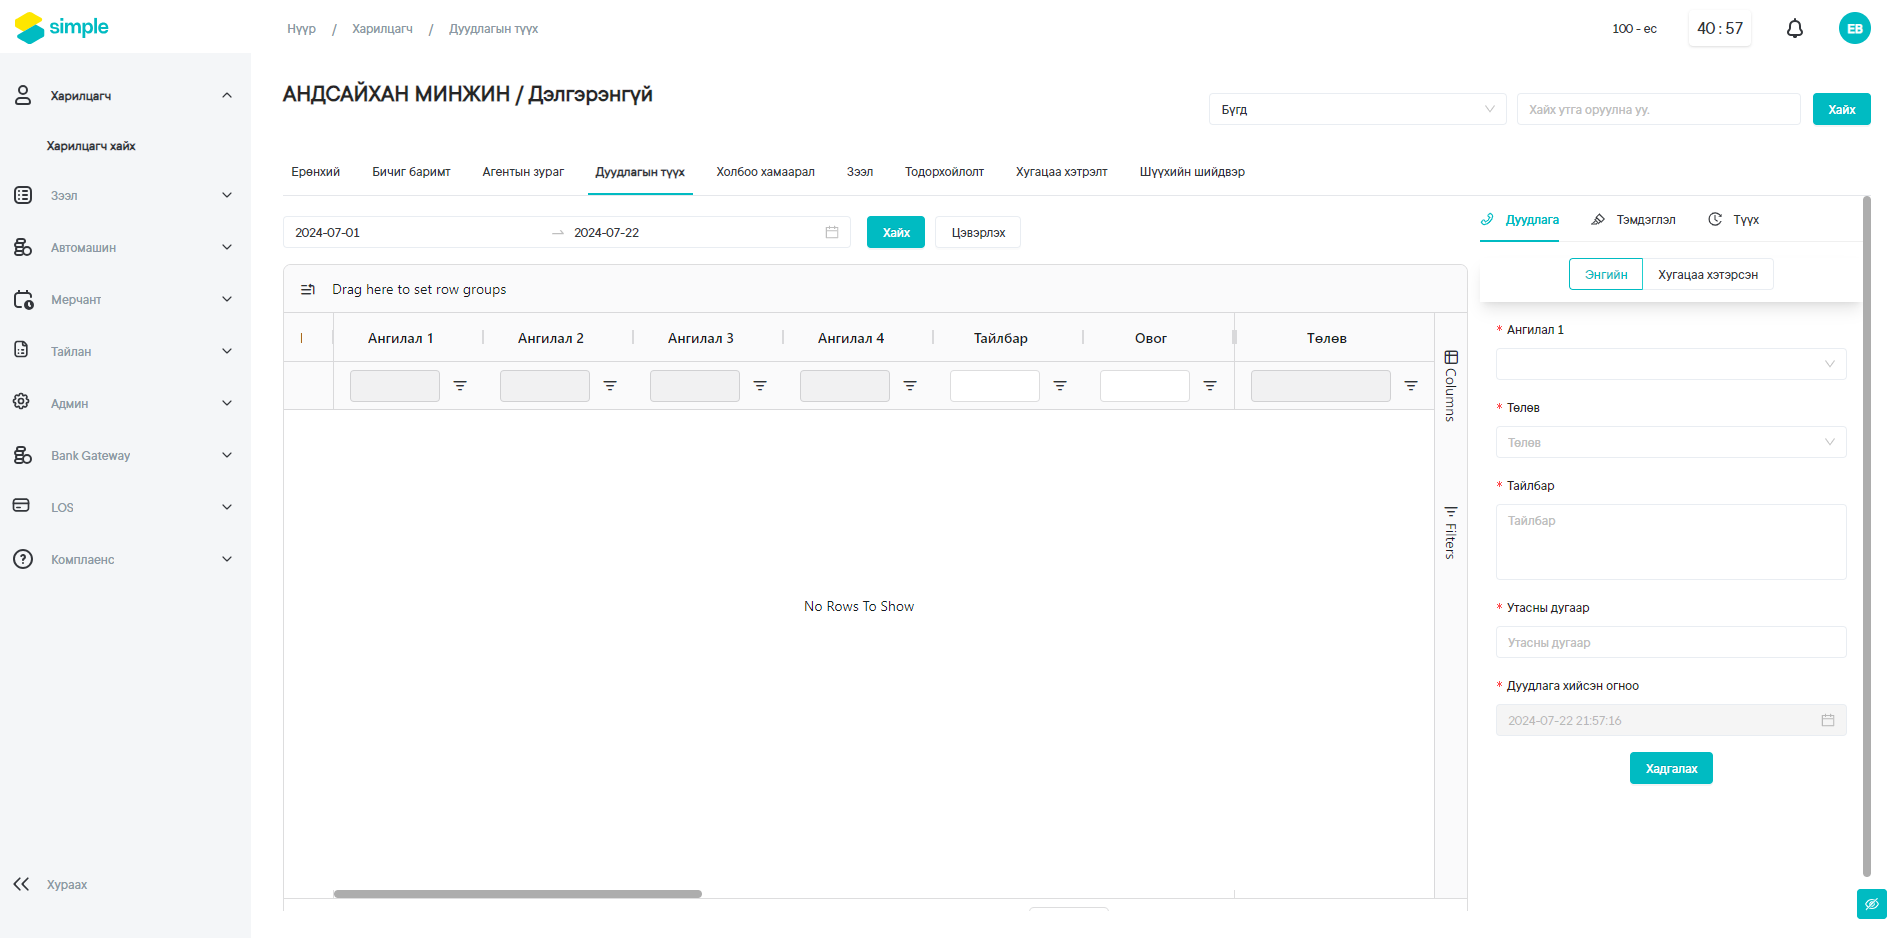 simple
Нүүр / Харилцагч / Дуудлагын түүх
100 - ес
40 : 57
EB
Харилцагч
Харилцагч хайх
Зээл
Автомашин
Мерчант
Тайлан
Админ
Bank Gateway
LOS
Комплаенс
Хураах
АНДСАЙХАН МИНЖИН / Дэлгэрэнгүй
Бүгд
Хайх утга оруулна уу.
Хайх
Ерөнхий Бичиг баримт Агентын зураг Дуудлагын түүх Холбоо хамаарал Зээл Тодорхойлолт Хугацаа хэтрэлт Шүүхийн шийдвэр
2024-07-01 → 2024-07-22
Хайх
Цэвэрлэх
Drag here to set row groups
Ангилал 1 Ангилал 2 Ангилал 3 Ангилал 4 Тайлбар Овог Төлөв
Columns
Filters
No Rows To Show
Дуудлага Тэмдэглэл Түүх
Энгийн Хугацаа хэтэрсэн
* Ангилал 1
* Төлөв
Төлөв
* Тайлбар
Тайлбар
* Утасны дугаар
Утасны дугаар
* Дуудлага хийсэн огноо
2024-07-22 21:57:16
Хадгалах